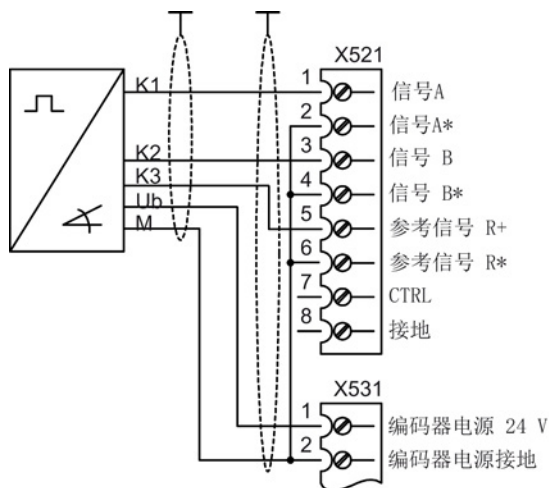 X521
K1
1 信号A
2 信号A*
K2
3 信号 B
K3
4 信号 B*
Ub
5 参考信号 R+
M
6 参考信号 R*
7 CTRL
8 接地
X531
1 编码器电源 24 V
2 编码器电源接地